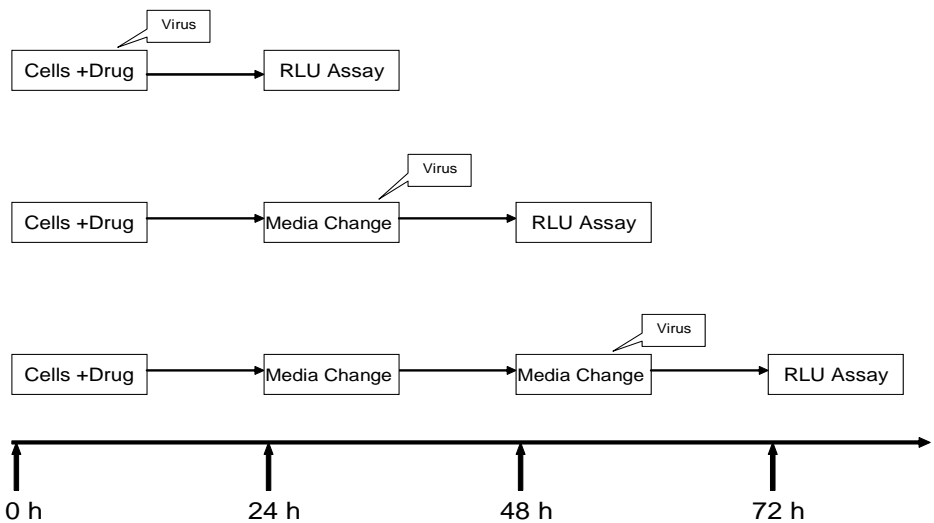 Virus
Cells +Drug
RLU Assay
Virus
Cells +Drug
Media Change
RLU Assay
Virus
Cells +Drug
Media Change
Media Change
RLU Assay
0 h
24 h
48 h
72 h